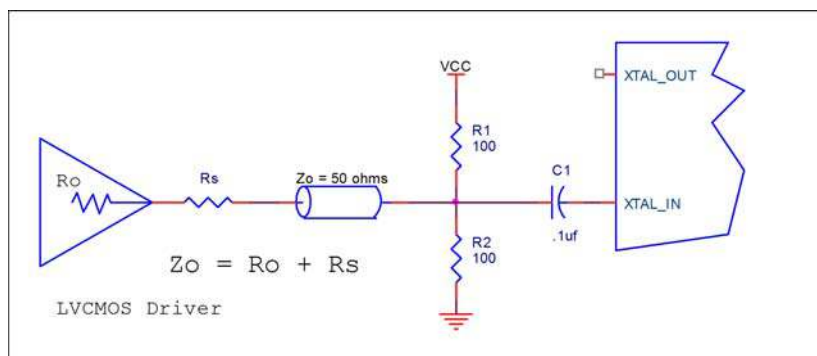 VCC
XTAL_OUT
R1
100
Ro
Rs
Zo = 50 ohms
C1
XTAL_IN
.1uf
R2
100
Zo = Ro + Rs
LVCMOS Driver